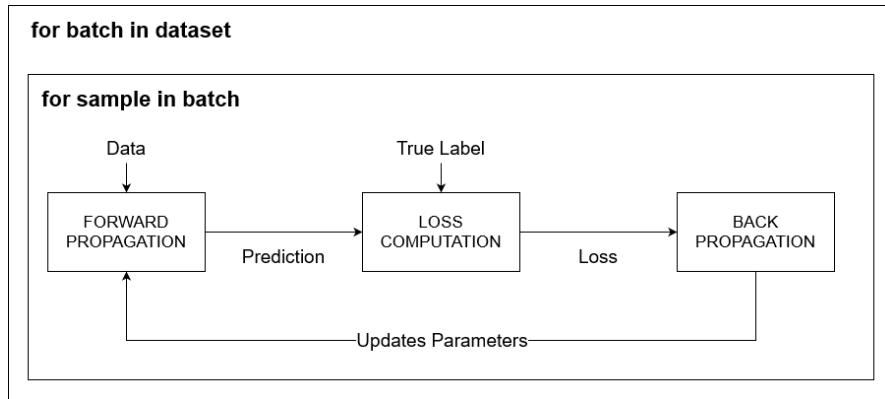 for batch in dataset
for sample in batch
Data
True Label
FORWARD
PROPAGATION
LOSS
COMPUTATION
BACK
PROPAGATION
Prediction
Loss
Updates Parameters